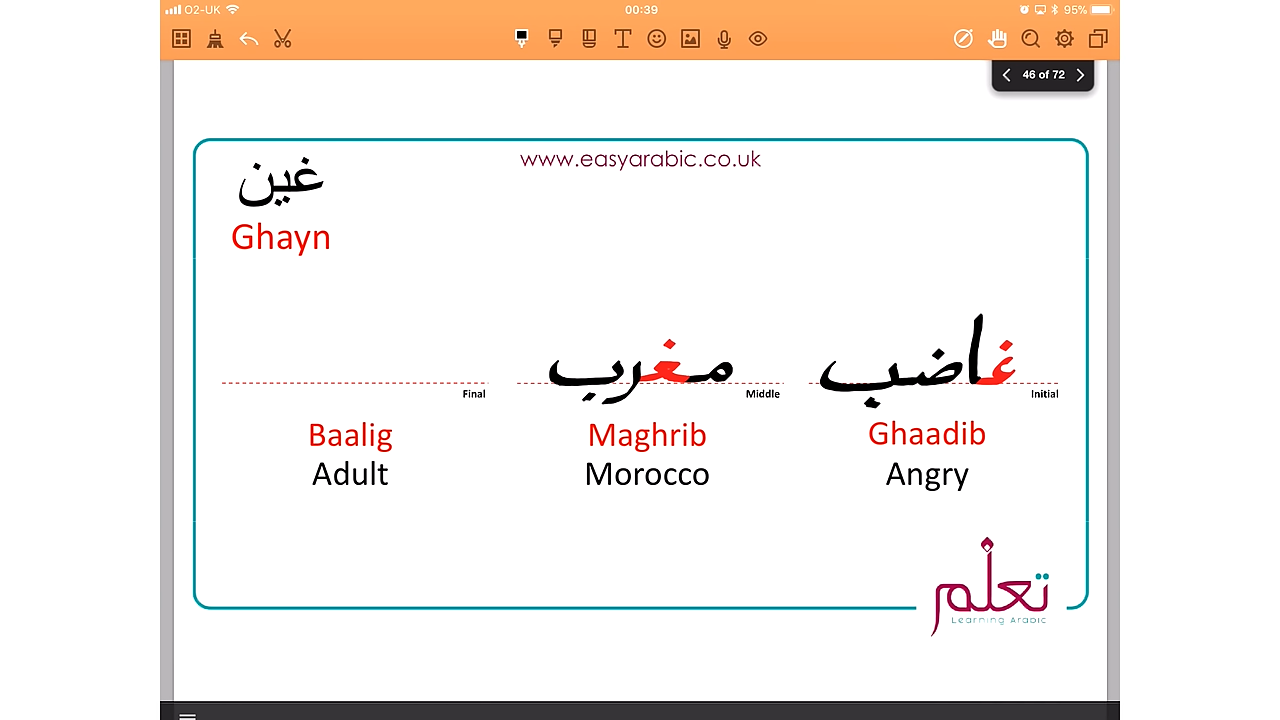 O2-UK 00:39 95%
46 of 72
www.easyarabic.co.uk
غين
Ghayn
غاضب
Initial
Ghaadib
Angry
مغرب
Middle
Maghrib
Morocco
Final
Baalig
Adult
تعلم
Learning Arabic